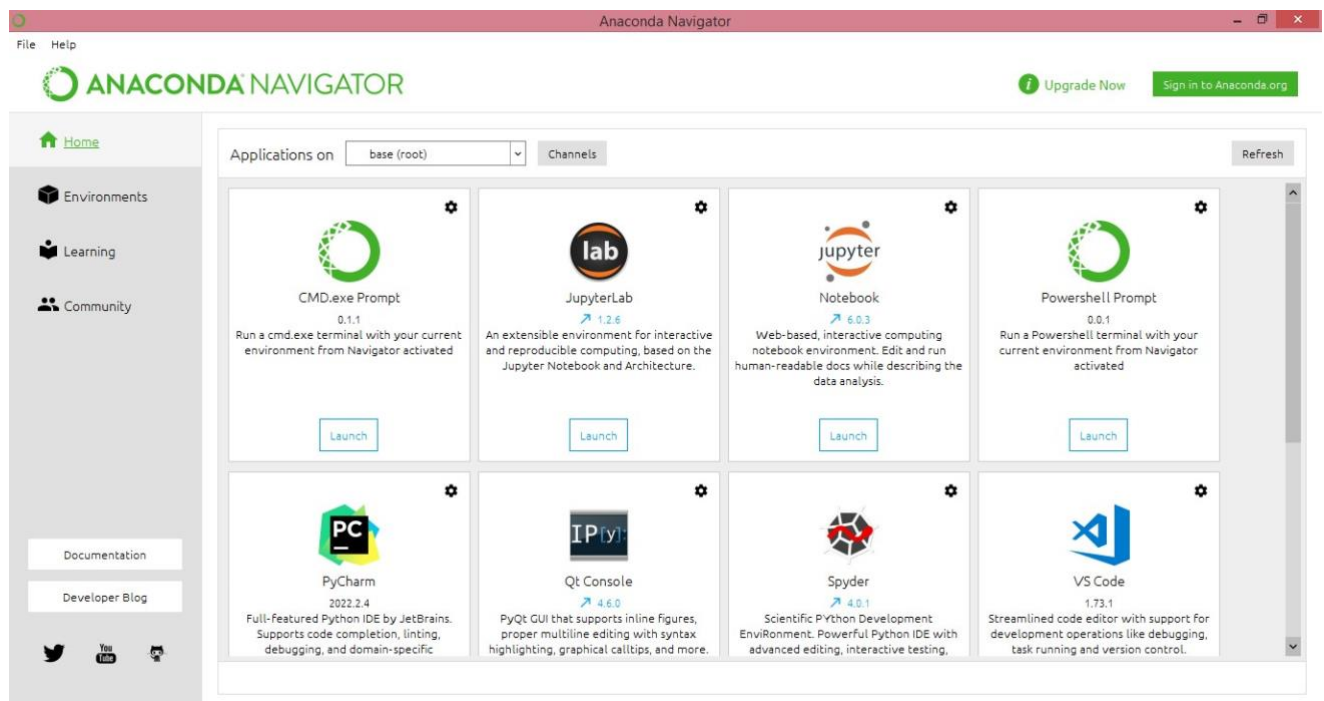 Anaconda Navigator
File Help
ANACONDA NAVIGATOR
i Upgrade Now
Sign in to Anaconda.org
Home
Environments
Learning
Community
Documentation
Developer Blog
You
Tube
Applications on base (root) Channels Refresh
CMD.exe Prompt
0.1.1
Run a cmd.exe terminal with your current
environment from Navigator activated
Launch
lab
JupyterLab
1.2.6
An extensible environment for interactive
and reproducible computing, based on the
Jupyter Notebook and Architecture.
Launch
jupyter
Notebook
6.0.3
Web-based, interactive computing
notebook environment. Edit and run
human-readable docs while describing the
data analysis.
Launch
Powershell Prompt
0.0.1
Run a Powershell terminal with your
current environment from Navigator
activated
Launch
PC
PyCharm
2022.2.4
Full-featured Python IDE by JetBrains.
Supports code completion, linting,
debugging, and domain-specific
IP[y]:
Qt Console
4.6.0
PyQt GUI that supports inline figures,
proper multiline editing with syntax
highlighting, graphical calltips, and more.
Spyder
4.0.1
Scientific PYthon Development
EnviRonment. Powerful Python IDE with
advanced editing, interactive testing,
VS Code
1.73.1
Streamlined code editor with support for
development operations like debugging,
task running and version control.